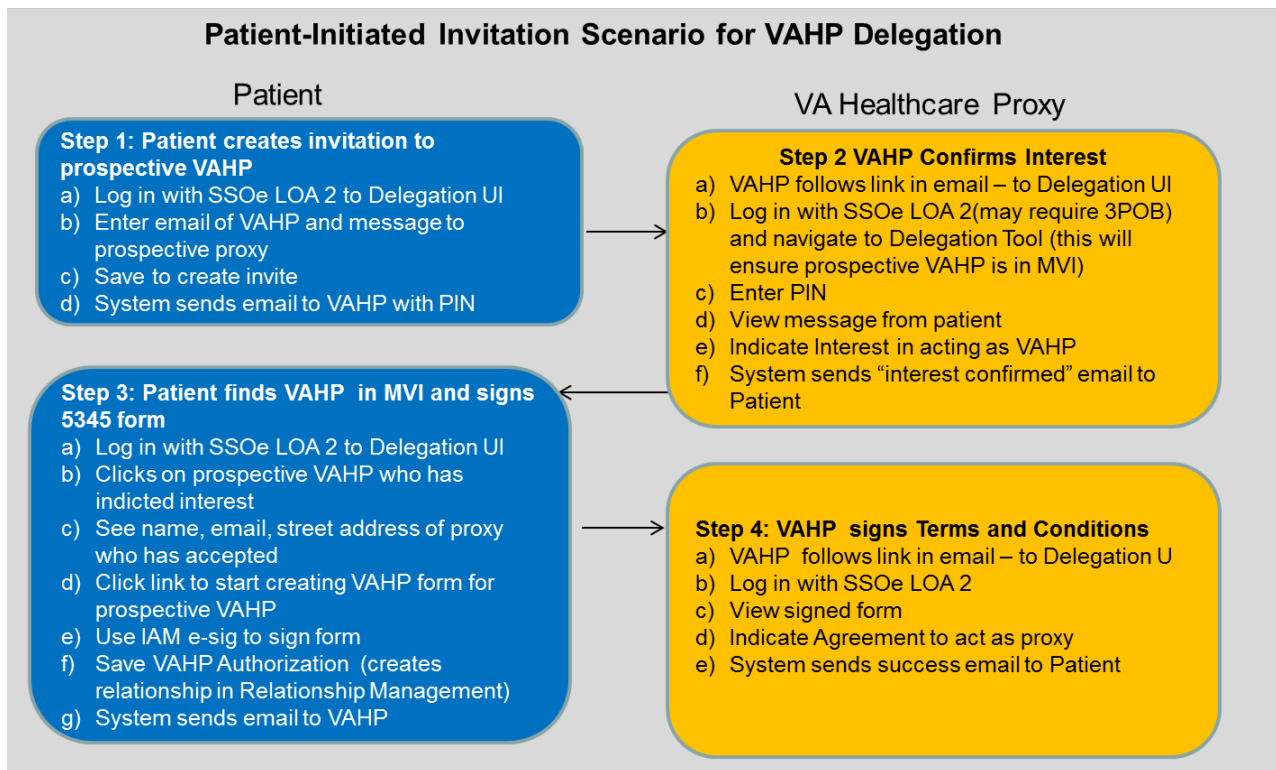 Patient-Initiated Invitation Scenario for VAHP Delegation
Patient
Step 1: Patient creates invitation to
prospective VAHP
a) Log in with SSOe LOA 2 to Delegation UI
b) Enter email of VAHP and message to
prospective proxy
c) Save to create invite
d) System sends email to VAHP with PIN
VA Healthcare Proxy
Step 2 VAHP Confirms Interest
a) VAHP follows link in email – to Delegation UI
b) Log in with SSOe LOA 2(may require 3POB)
and navigate to Delegation Tool (this will
ensure prospective VAHP is in MVI)
c) Enter PIN
d) View message from patient
e) Indicate Interest in acting as VAHP
f) System sends “interest confirmed” email to
Patient
Step 3: Patient finds VAHP in MVI and signs
5345 form
a) Log in with SSOe LOA 2 to Delegation UI
b) Clicks on prospective VAHP who has
indicted interest
c) See name, email, street address of proxy
who has accepted
d) Click link to start creating VAHP form for
prospective VAHP
e) Use IAM e-sig to sign form
f) Save VAHP Authorization (creates
relationship in Relationship Management)
g) System sends email to VAHP
Step 4: VAHP signs Terms and Conditions
a) VAHP follows link in email – to Delegation U
b) Log in with SSOe LOA 2
c) View signed form
d) Indicate Agreement to act as proxy
e) System sends success email to Patient